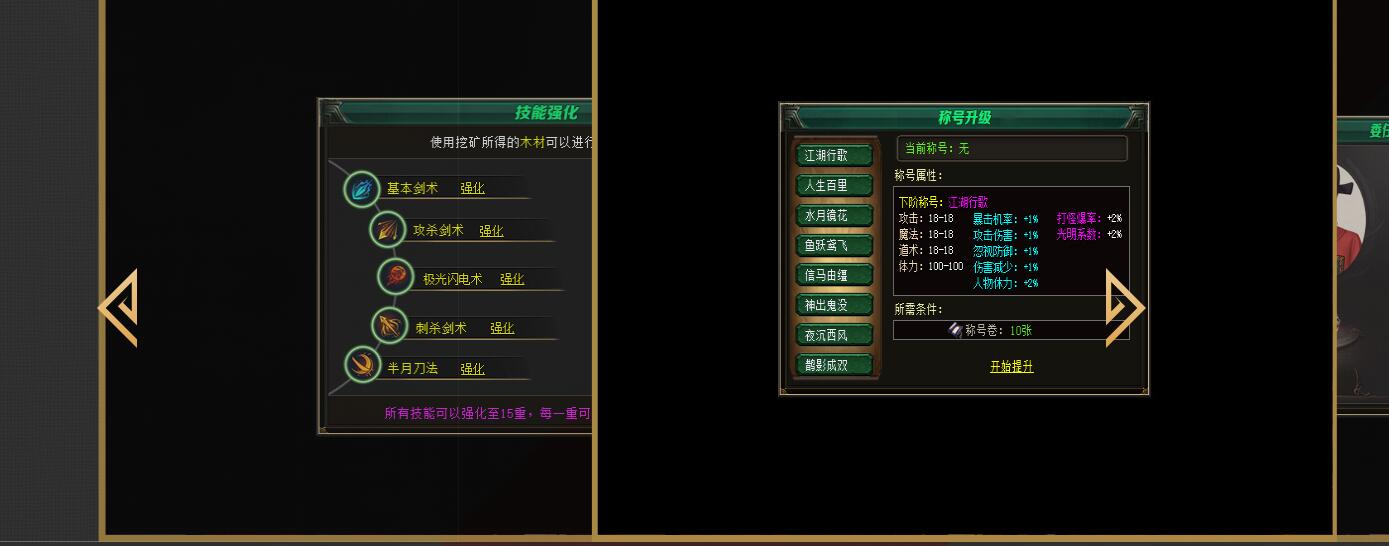 技能强化
使用挖矿所得的木材可以进行
基本剑术 强化
攻杀剑术 强化
极光闪电术 强化
刺杀剑术 强化
半月刀法 强化
所有技能可以强化至15重，每一重可
称号升级
江湖行歌
人生百里
水月镜花
鱼跃鸢飞
信马由缰
神出鬼没
夜沉西风
鹊影成双
当前称号: 无
称号属性:
下阶称号: 江湖行歌
攻击: 18-18 暴击机率: +1% 打怪爆率: +2%
魔法: 18-18 攻击伤害: +1% 光明系数: +2%
道术: 18-18 忽视防御: +1%
体力: 100-100 伤害减少: +1%
人物体力: +2%
所需条件:
称号卷: 10张
开始提升
委任